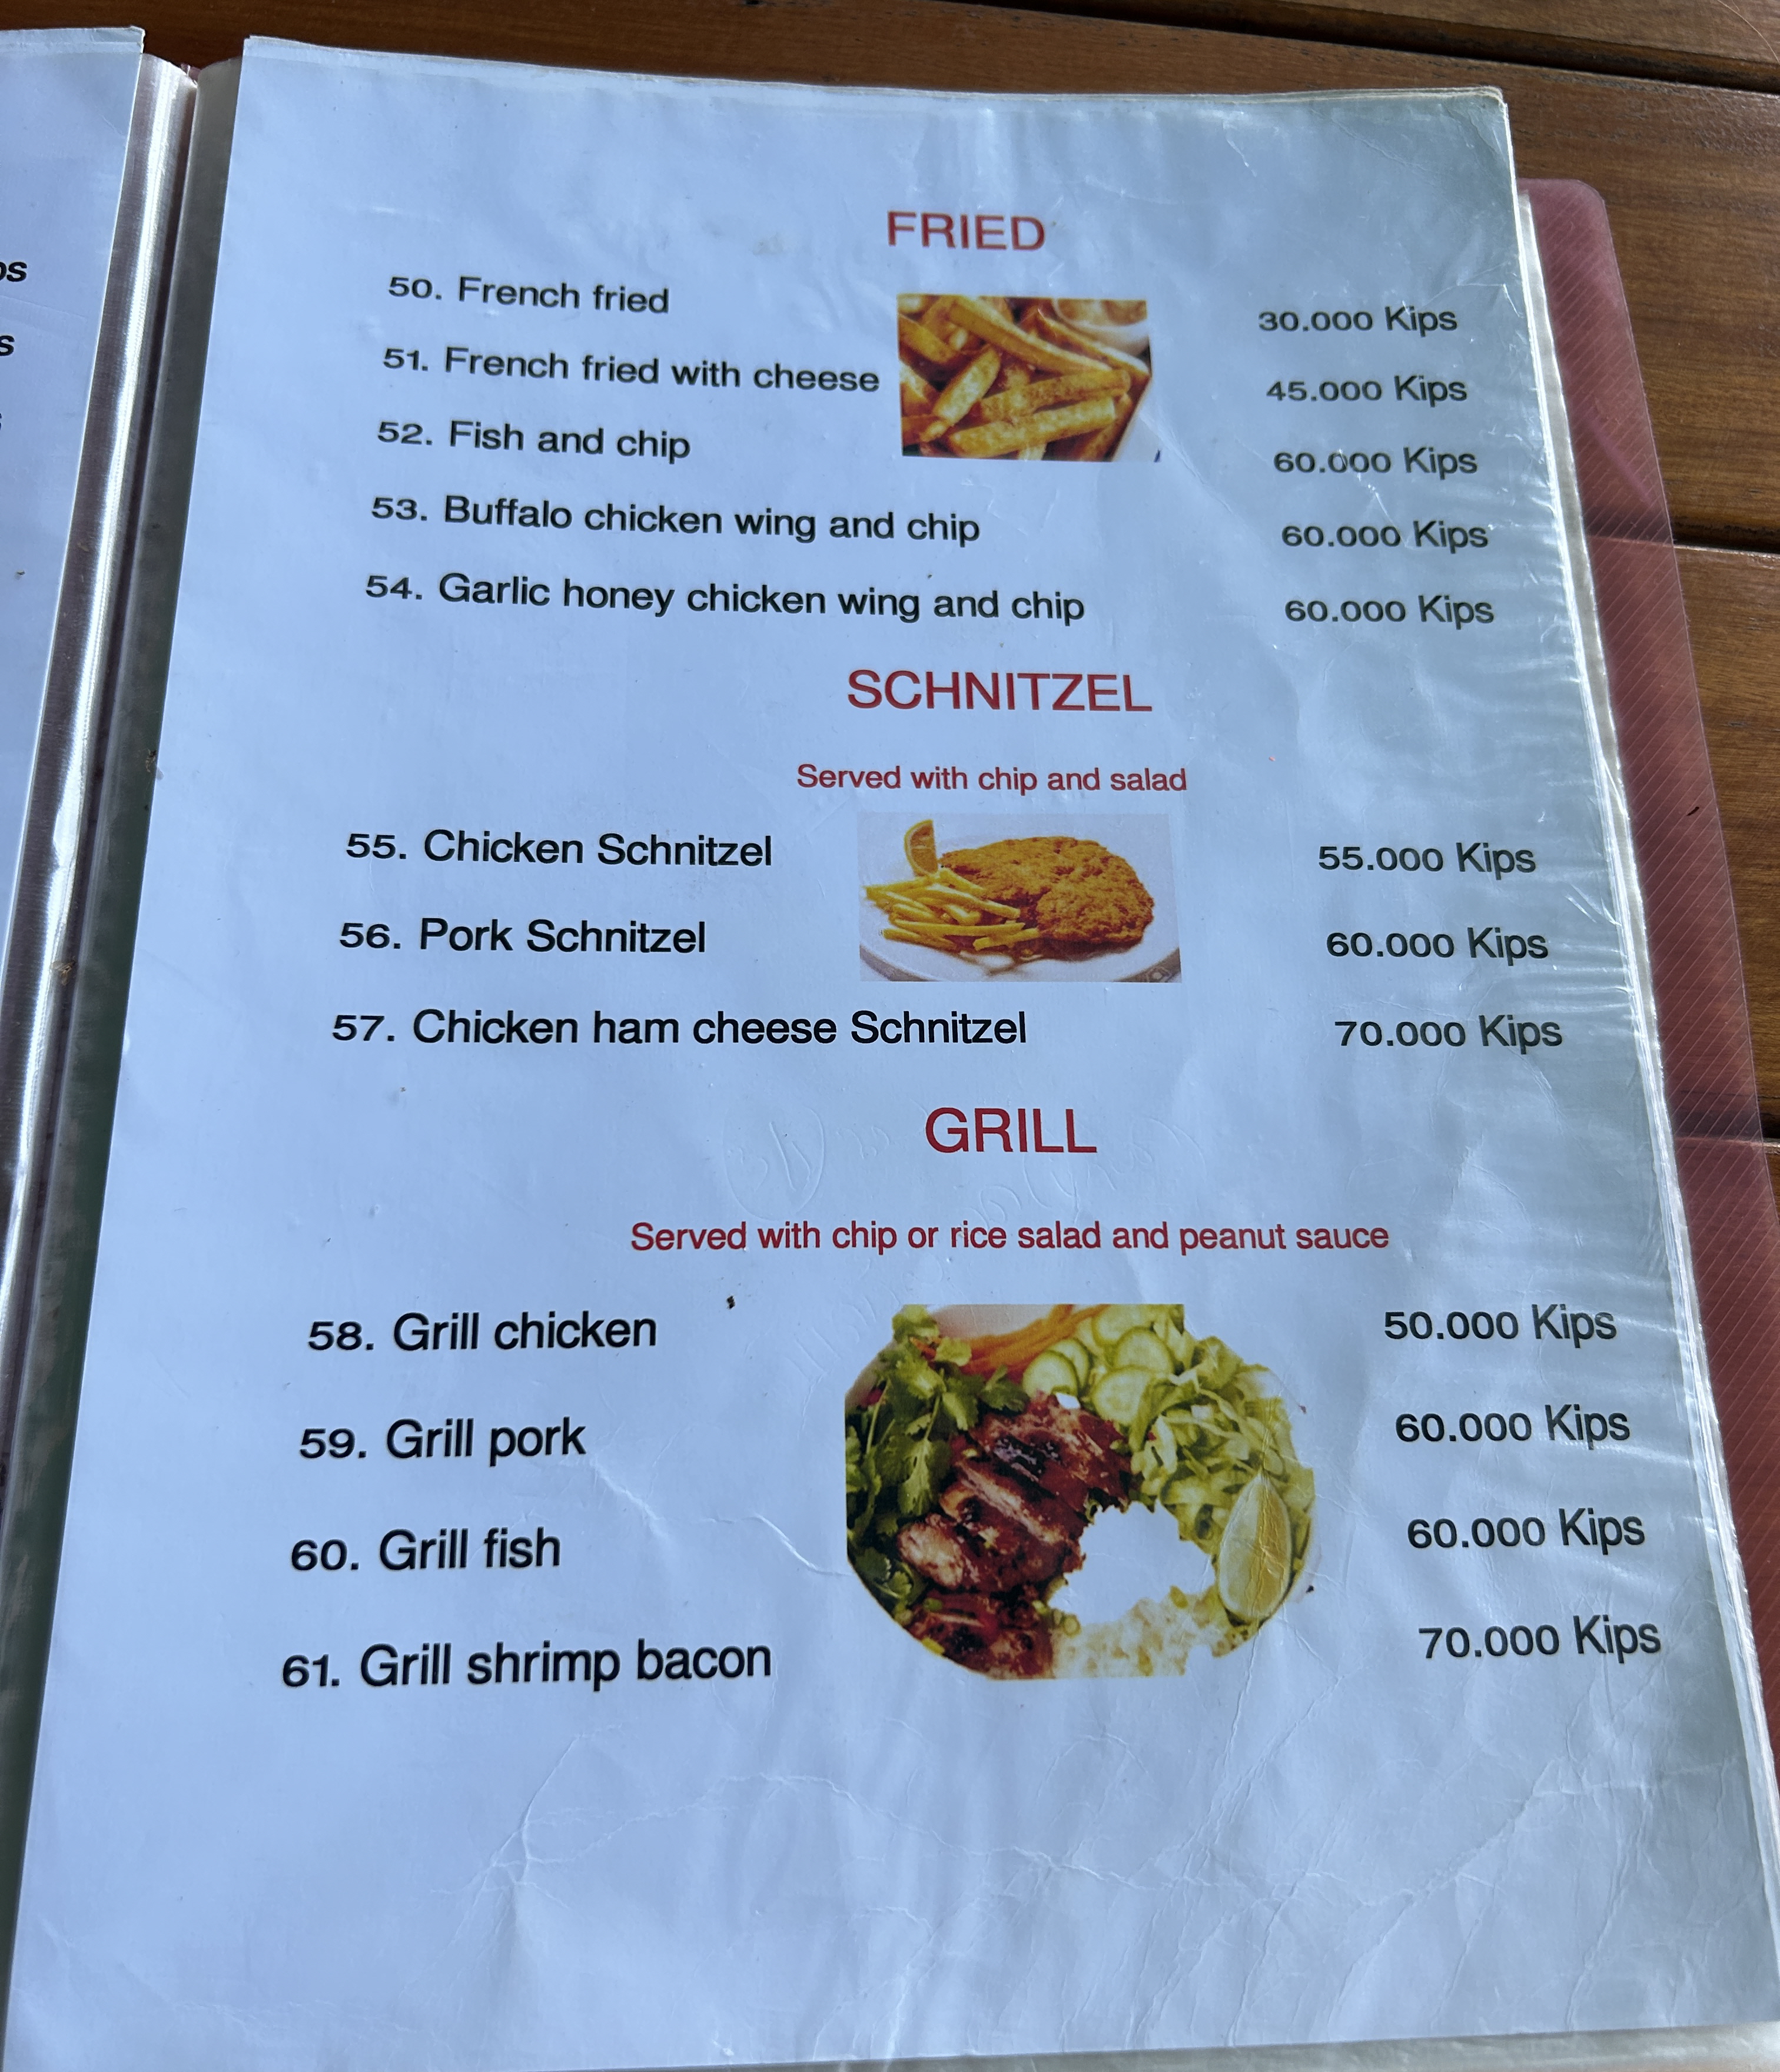 FRIED
50. French fried 30.000 Kips
51. French fried with cheese 45.000 Kips
52. Fish and chip 60.000 Kips
53. Buffalo chicken wing and chip 60.000 Kips
54. Garlic honey chicken wing and chip 60.000 Kips
SCHNITZEL
Served with chip and salad
55. Chicken Schnitzel 55.000 Kips
56. Pork Schnitzel 60.000 Kips
57. Chicken ham cheese Schnitzel 70.000 Kips
GRILL
Served with chip or rice salad and peanut sauce
58. Grill chicken 50.000 Kips
59. Grill pork 60.000 Kips
60. Grill fish 60.000 Kips
61. Grill shrimp bacon 70.000 Kips